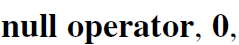 null operator, 0,